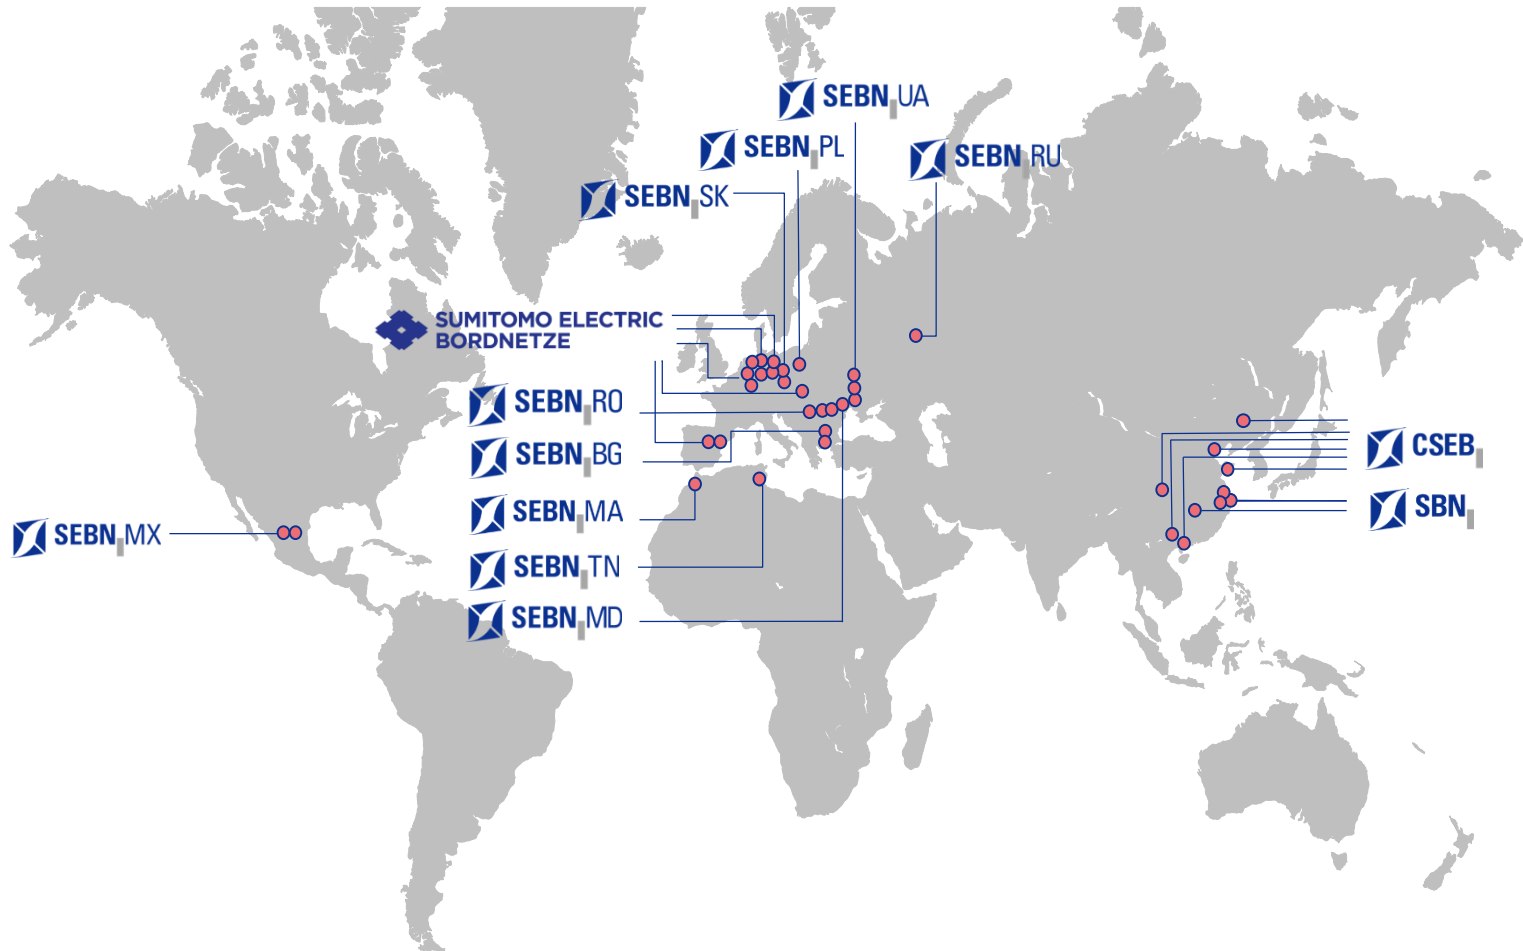 SEBN UA
SEBN PL
SEBN RU
SEBN SK
SUMITOMO ELECTRIC
BORDNETZE
SEBN RO
SEBN BG
CSEB
SEBN MA
SBN
SEBN MX
SEBN TN
SEBN MD